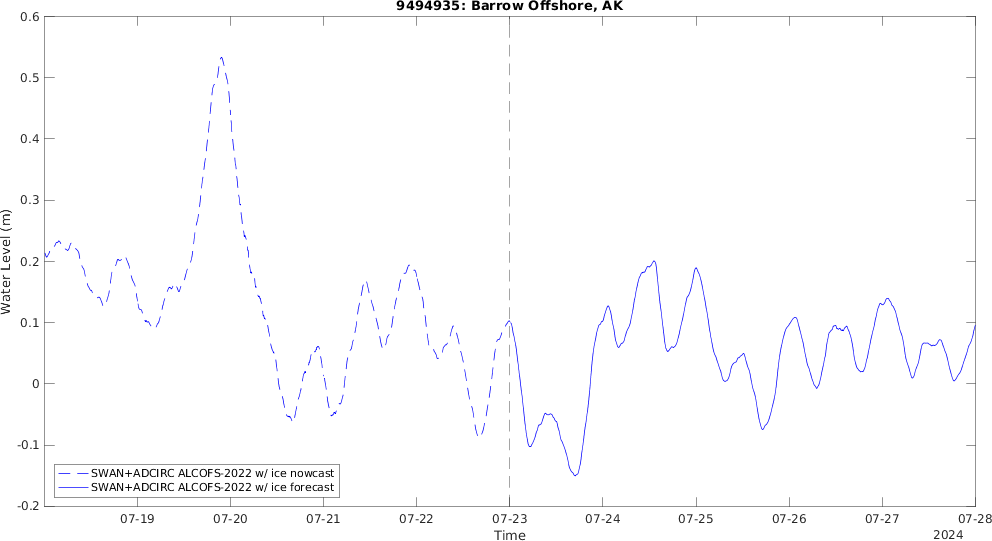 9494935: Barrow Offshore, AK
0.6
0.5
0.4
0.3
0.2
0.1
0
-0.1
-0.2
Water Level (m)
SWAN+ADCIRC ALCOFS-2022 w/ ice nowcast
SWAN+ADCIRC ALCOFS-2022 w/ ice forecast
07-19 07-20 07-21 07-22 07-23 07-24 07-25 07-26 07-27 07-28
Time
2024